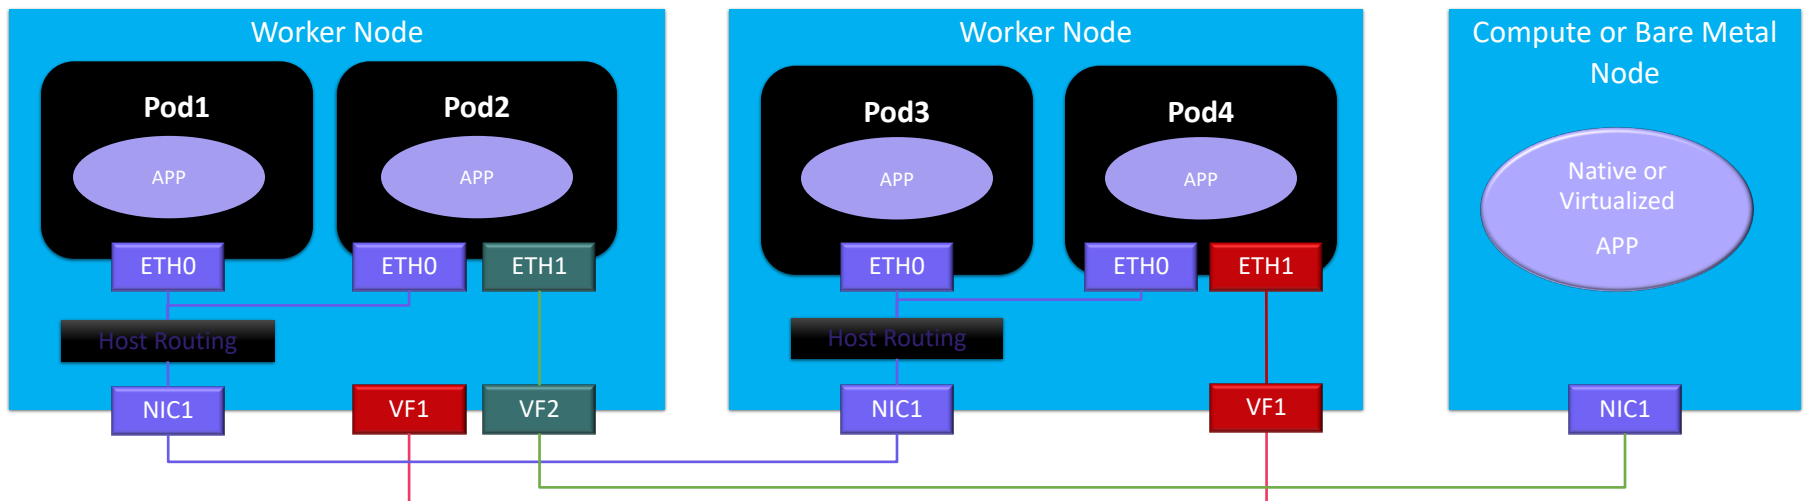 Worker Node
Pod1
APP
ETH0
Pod2
APP
ETH0
ETH1
Host Routing
NIC1
VF1
VF2
Worker Node
Pod3
APP
ETH0
Pod4
APP
ETH0
ETH1
Host Routing
NIC1
VF1
Compute or Bare Metal
Node
Native or
Virtualized
APP
NIC1